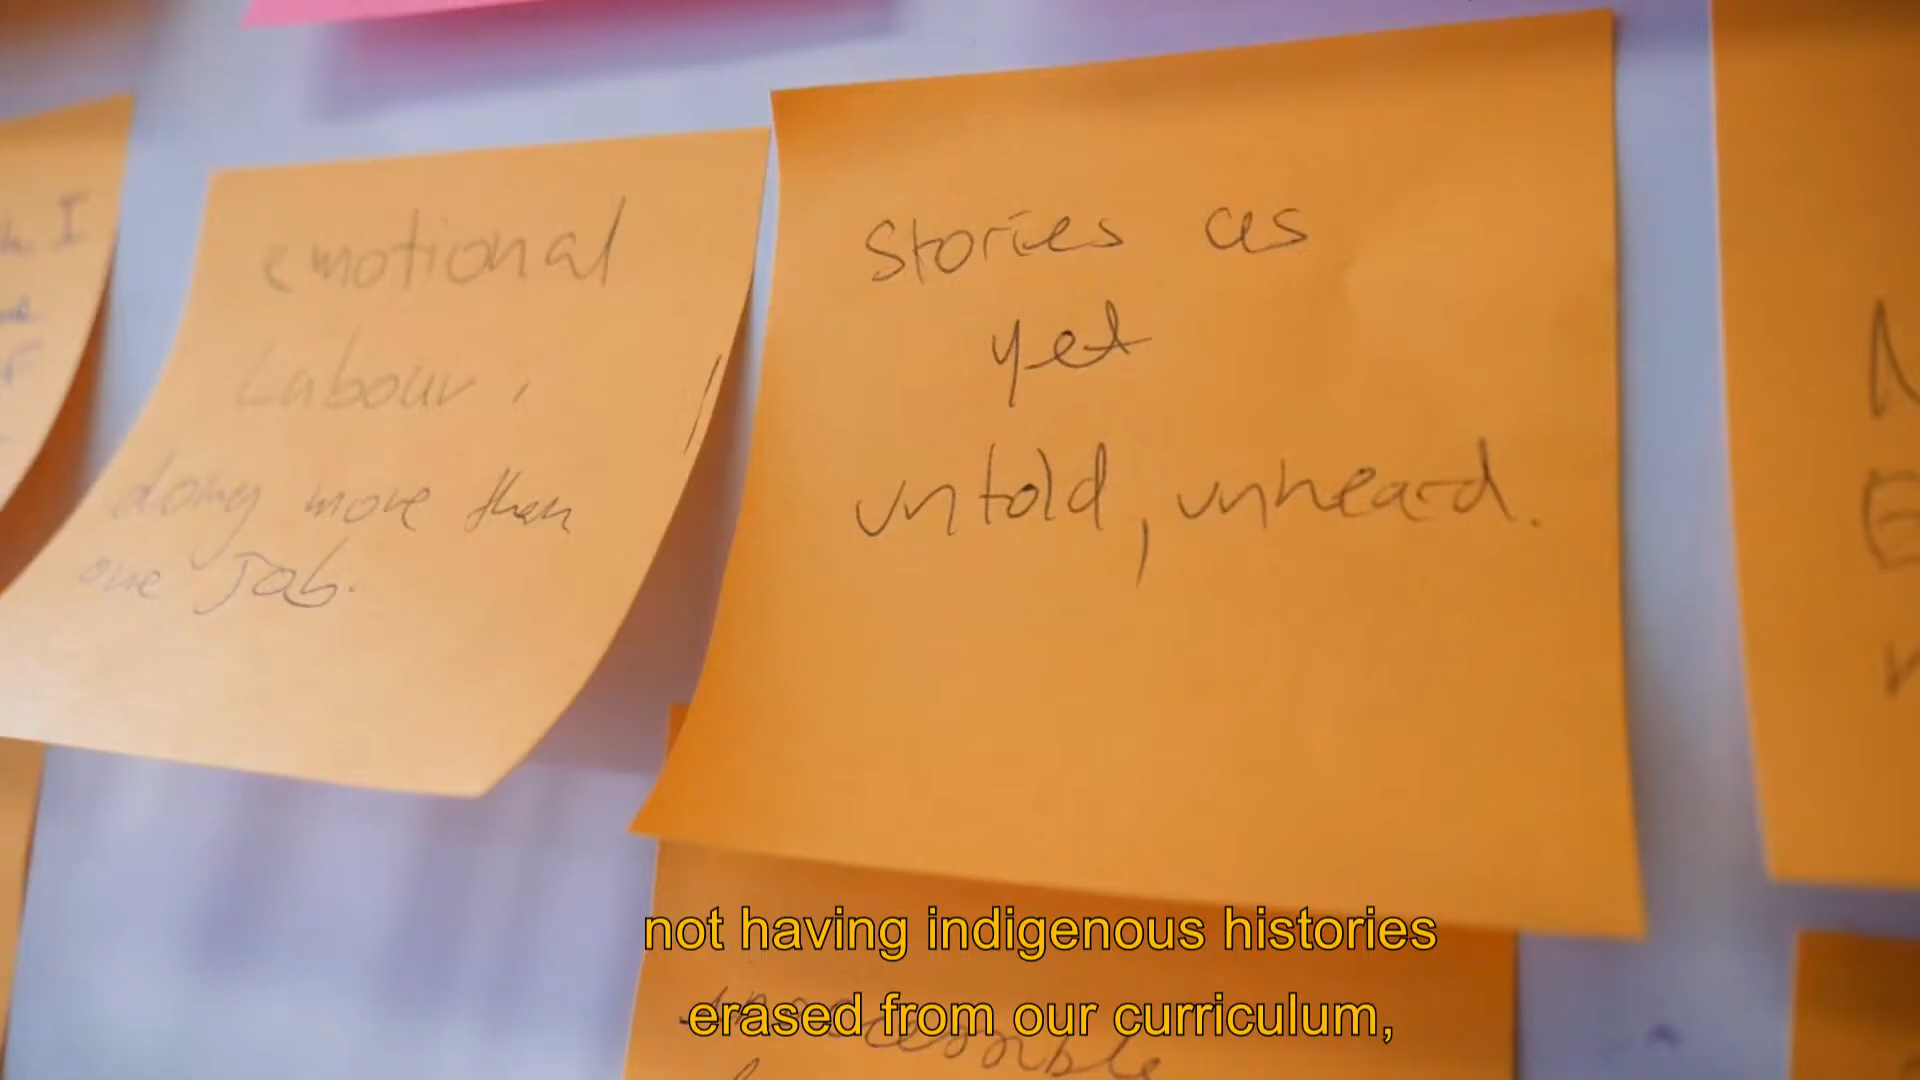 emotional
Labour;
doing more than
one Job.
Stories as
yet
untold, unheard.
not having indigenous histories
erased from our curriculum,